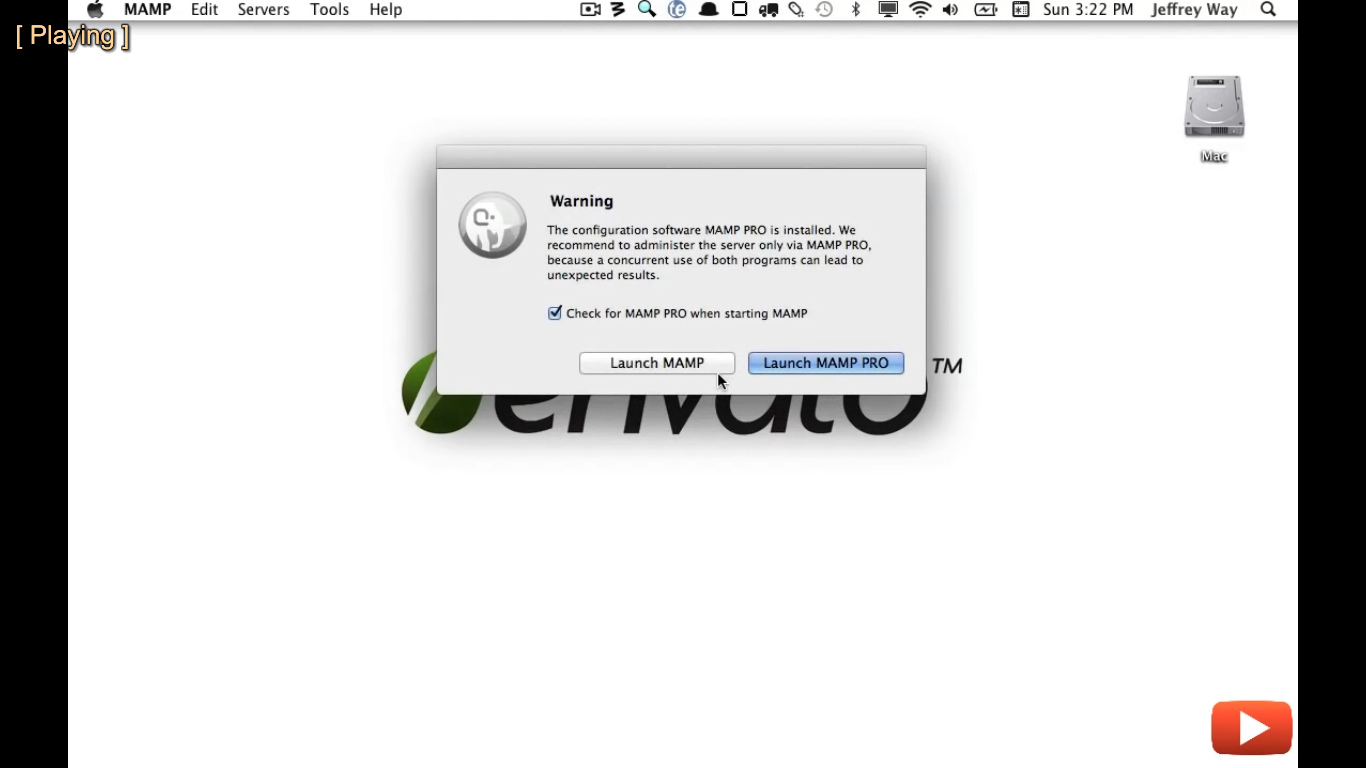 MAMP Edit Servers Tools Help Sun 3:22 PM Jeffrey Way
[ Playing ]
Mac
Warning
The configuration software MAMP PRO is installed. We
recommend to administer the server only via MAMP PRO,
because a concurrent use of both programs can lead to
unexpected results.
Check for MAMP PRO when starting MAMP
Launch MAMP Launch MAMP PRO
envato TM